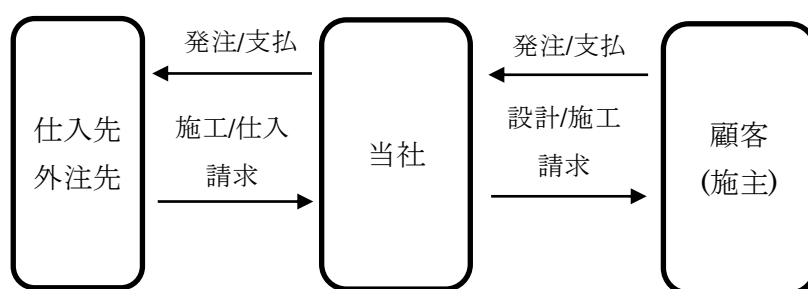 発注/支払
発注/支払
仕入先
外注先
施工/仕入
請求
当社
設計/施工
請求
顧客
(施主)